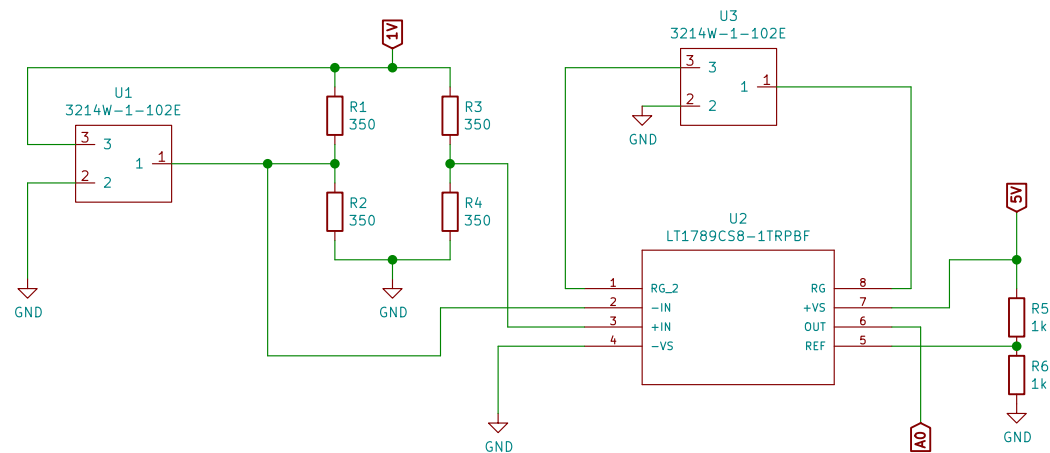 U3
3214W-1-102E
3
3
1
1
2
2
GND
1V
U1
3214W-1-102E
3
3
1
1
2
2
GND
R1
350
R3
350
R2
350
R4
350
GND
5V
U2
LT1789CS8-1TRPBF
1
RG_2
RG
8
2
-IN
+VS
7
3
+IN
OUT
6
4
-VS
REF
5
GND
R5
1k
R6
1k
GND
A0